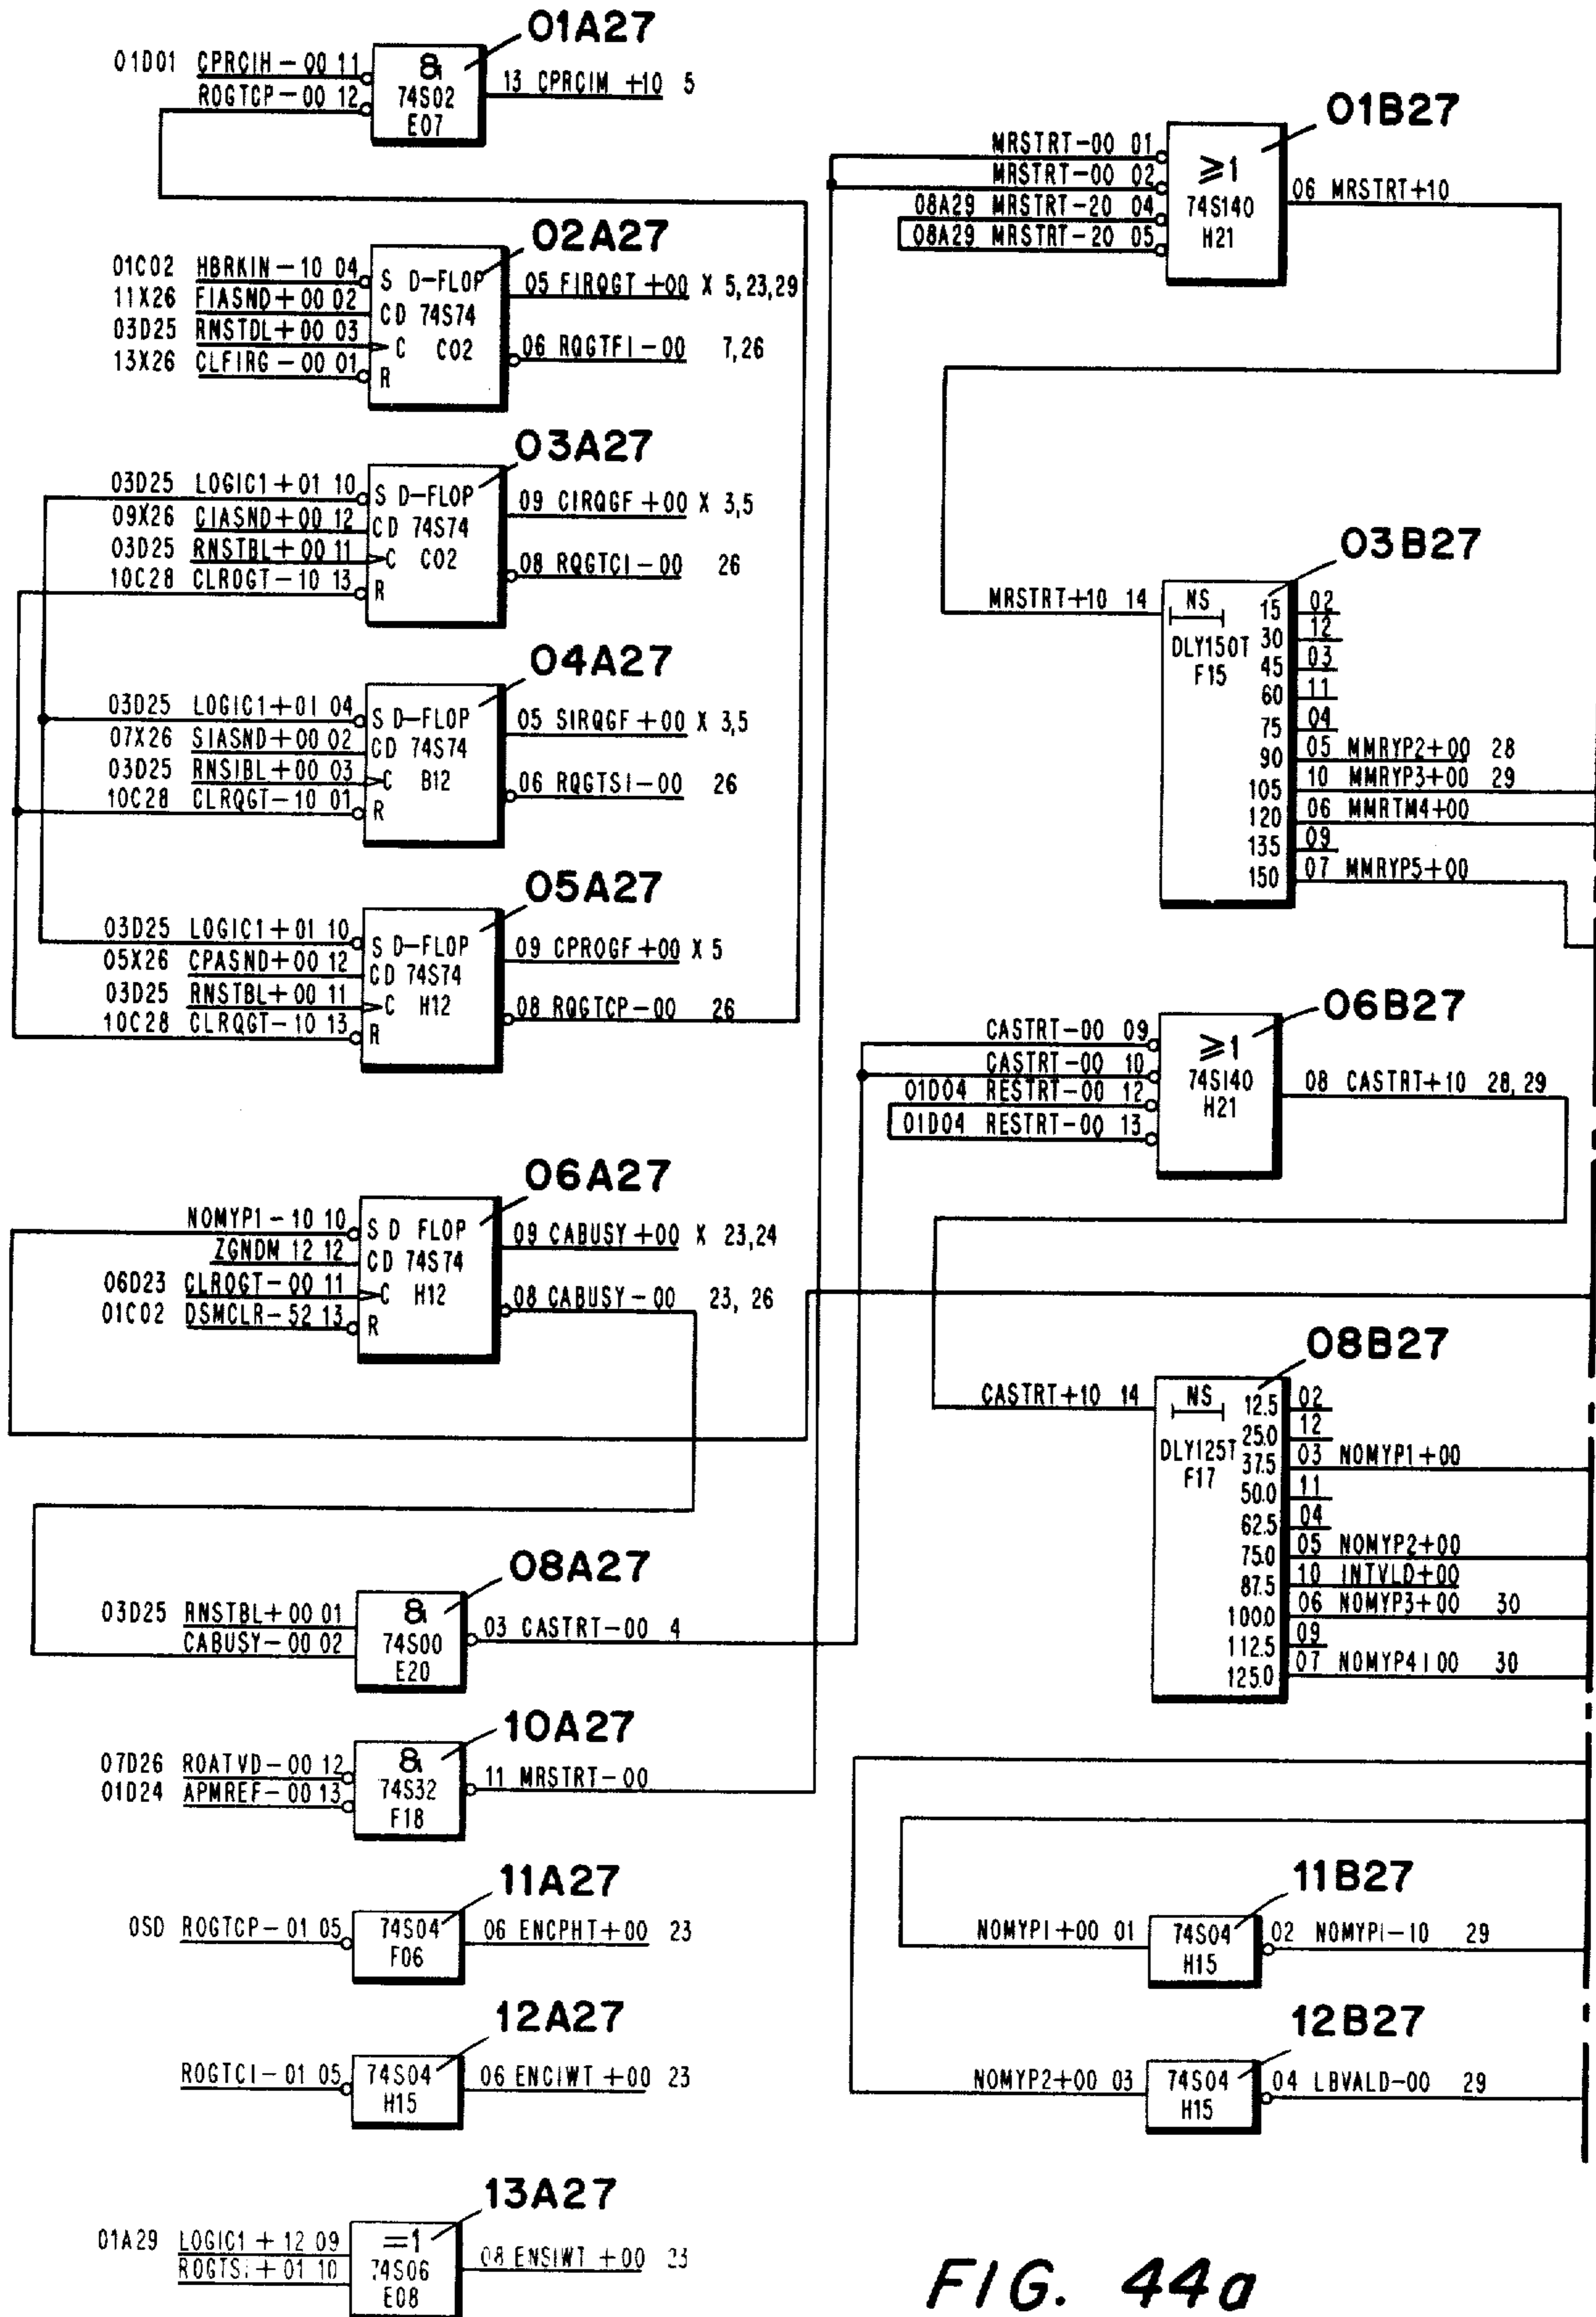 01A27
01D01 CPRCIH-00 11
ROGTCP-00 12
&
74S02
E07
13 CPRCIM +10 5
02A27
01C02 HBRKIN-10 04
11X26 FIASND+00 02
03D25 RNSTDL+00 03
13X26 CLFIRG-00 01
S D-FLOP
CD 74S74
C C02
R
05 FIRQGT +00 X 5,23,29
06 RQGTFI-00 7,26
03A27
03D25 LOGIC1+01 10
09X26 CIASND+00 12
03D25 RNSTBL+00 11
10C28 CLROGT-10 13
S D-FLOP
CD 74S74
C C02
R
09 CIRQGF +00 X 3,5
08 RQGTCI-00 26
04A27
03D25 LOGIC1+01 04
07X26 SIASND+00 02
03D25 RNSIBL+00 03
10C28 CLRQGT-10 01
S D-FLOP
CD 74S74
C B12
R
05 SIRQGF+00 X 3,5
06 RQGTSI-00 26
05A27
03D25 LOGIC1+01 10
05X26 CPASND+00 12
03D25 RNSTBL+00 11
10C28 CLRQGT-10 13
S D-FLOP
CD 74S74
C H12
R
09 CPROGF+00 X 5
08 RQGTCP-00 26
06A27
NOMYP1-10 10
ZGNDM 12 12
06D23 CLROGT-00 11
01C02 DSMCLR-52 13
S D FLOP
CD 74S74
C H12
R
09 CABUSY+00 X 23,24
08 CABUSY-00 23, 26
08A27
03D25 RNSTBL+00 01
CABUSY-00 02
&
74S00
E20
03 CASTRT-00 4
10A27
07D26 ROATVD-00 12
01D24 APMREF-00 13
&
74S32
F18
11 MRSTRT-00
11A27
OSD ROGTCP-01 05
74S04
F06
06 ENCPHT+00 23
12A27
ROGTCI-01 05
74S04
H15
06 ENCIWT +00 23
13A27
01A29 LOGIC1 + 12 09
ROGTSI+01 10
=1
74S06
E08
08 ENSIWT +00 23
01B27
MRSTRT-00 01
MRSTRT-00 02
08A29 MRSTRT-20 04
08A29 MRSTRT-20 05
≥1
74S140
H21
06 MRSTRT+10
03B27
MRSTRT+10 14
NS
DLY150T
F15
15 02
30 12
45 03
60 11
75 04
90 05 MMRYP2+00 28
105 10 MMRYP3+00 29
120 06 MMRTM4+00
135 09
150 07 MMRYP5+00
06B27
CASTRT-00 09
CASTRT-00 10
01D04 RESTRT-00 12
01D04 RESTRT-00 13
≥1
74S140
H21
08 CASTRT+10 28,29
08B27
CASTRT+10 14
NS
DLY125T
F17
12.5 02
25.0 12
37.5 03 NOMYP1+00
50.0 11
62.5 04
75.0 05 NOMYP2+00
87.5 10 INTVLD+00
100.0 06 NOMYP3+00 30
112.5 09
125.0 07 NOMYP4I00 30
11B27
NOMYP1+00 01
74S04
H15
02 NOMYPI-10 29
12B27
NOMYP2+00 03
74S04
H15
04 LBVALD-00 29
FIG. 44a